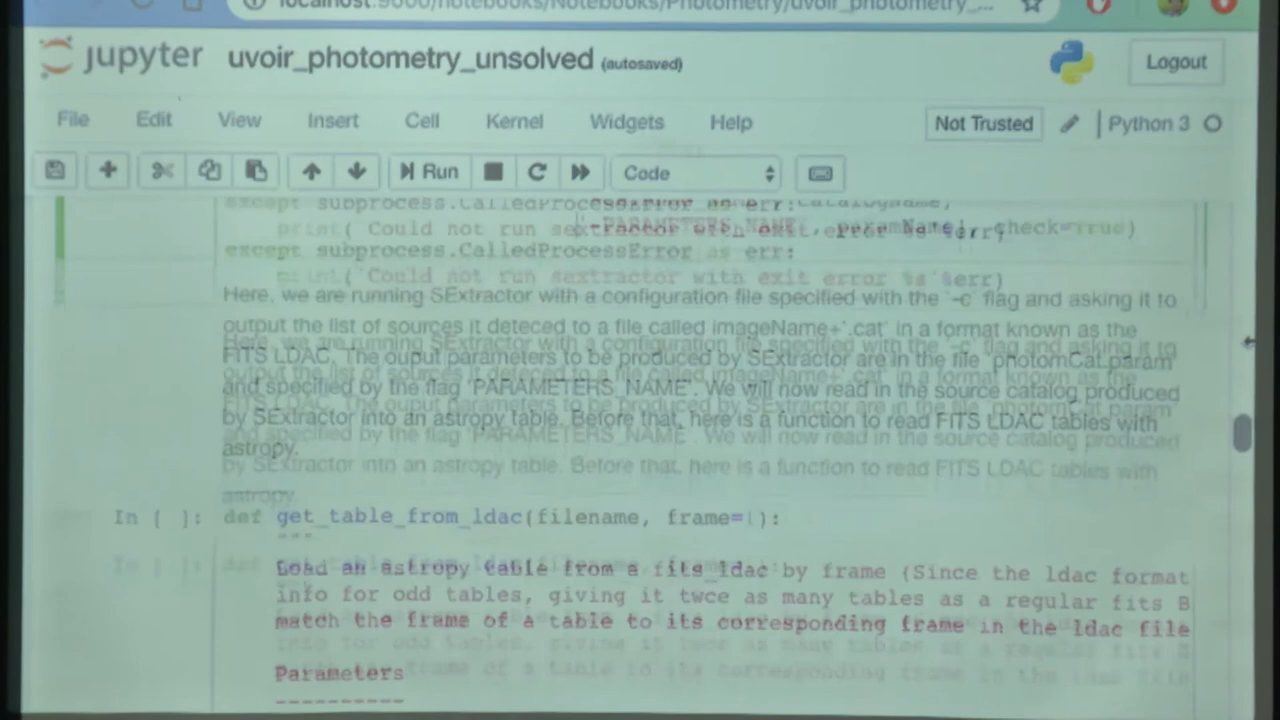 localhost:9000/notebooks/Notebooks/Photometry/uvoir_photometry_...
jupyter uvoir_photometry_unsolved (autosaved) Logout
File Edit View Insert Cell Kernel Widgets Help Not Trusted Python 3
Run Code
except subprocess.CalledProcessError as err:
check=True)
except subprocess.CalledProcessError as err:
print('Could not run sextractor with exit error %s'%err)
Here, we are running SExtractor with a configuration file specified with the `-c` flag and asking it to
output the list of sources it deteced to a file called imageName+'.cat' in a format known as the
FITS LDAC. The ouput parameters to be produced by SExtractor are in the file `photomCat.param`
and specified by the flag `PARAMETERS_NAME`. We will now read in the source catalog produced
by SExtractor into an astropy table. Before that, here is a function to read FITS LDAC tables with
astropy.
In [ ]: def get_table_from_ldac(filename, frame=1):
"""
Load an astropy table from a fits_ldac by frame (Since the ldac format
info for odd tables, giving it twce as many tables as a regular fits B
match the frame of a table to its corresponding frame in the ldac file
Parameters
----------